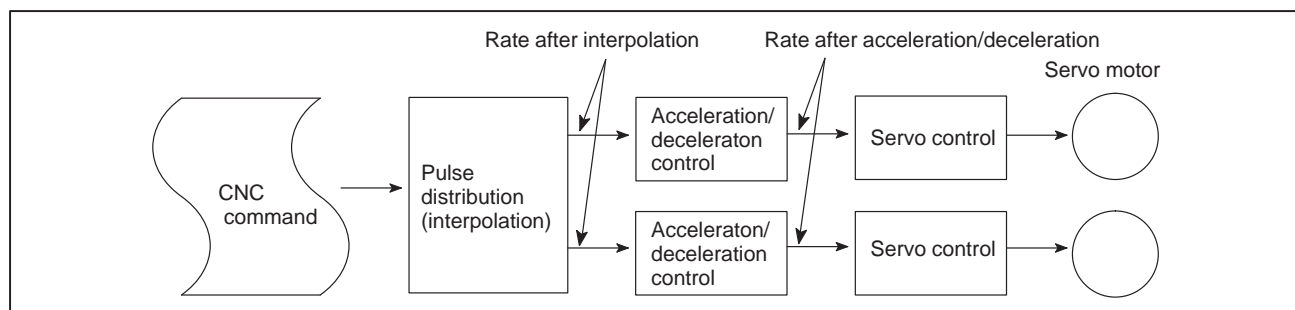 Rate after interpolation
Rate after acceleration/deceleration
Servo motor
CNC
command
Pulse
distribution
(interpolation)
Acceleration/
deceleraton
control
Servo control
Acceleraton/
deceleration
control
Servo control